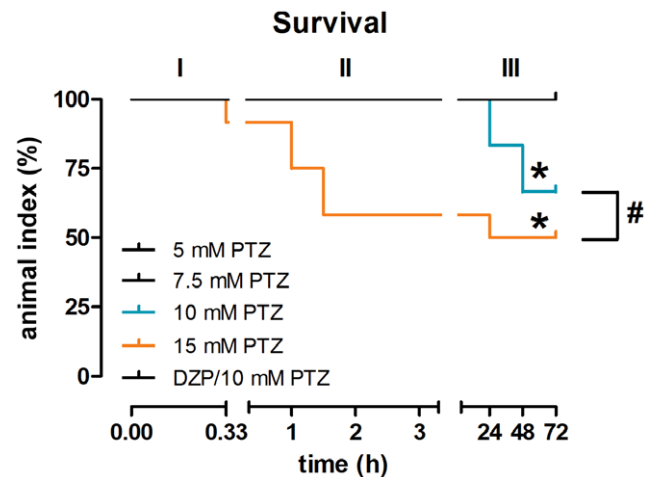 Survival
I II III
100
75
50
25
0
animal index (%)
* 
* 
#
5 mM PTZ
7.5 mM PTZ
10 mM PTZ
15 mM PTZ
DZP/10 mM PTZ
0.00 0.33 1 2 3 24 48 72
time (h)